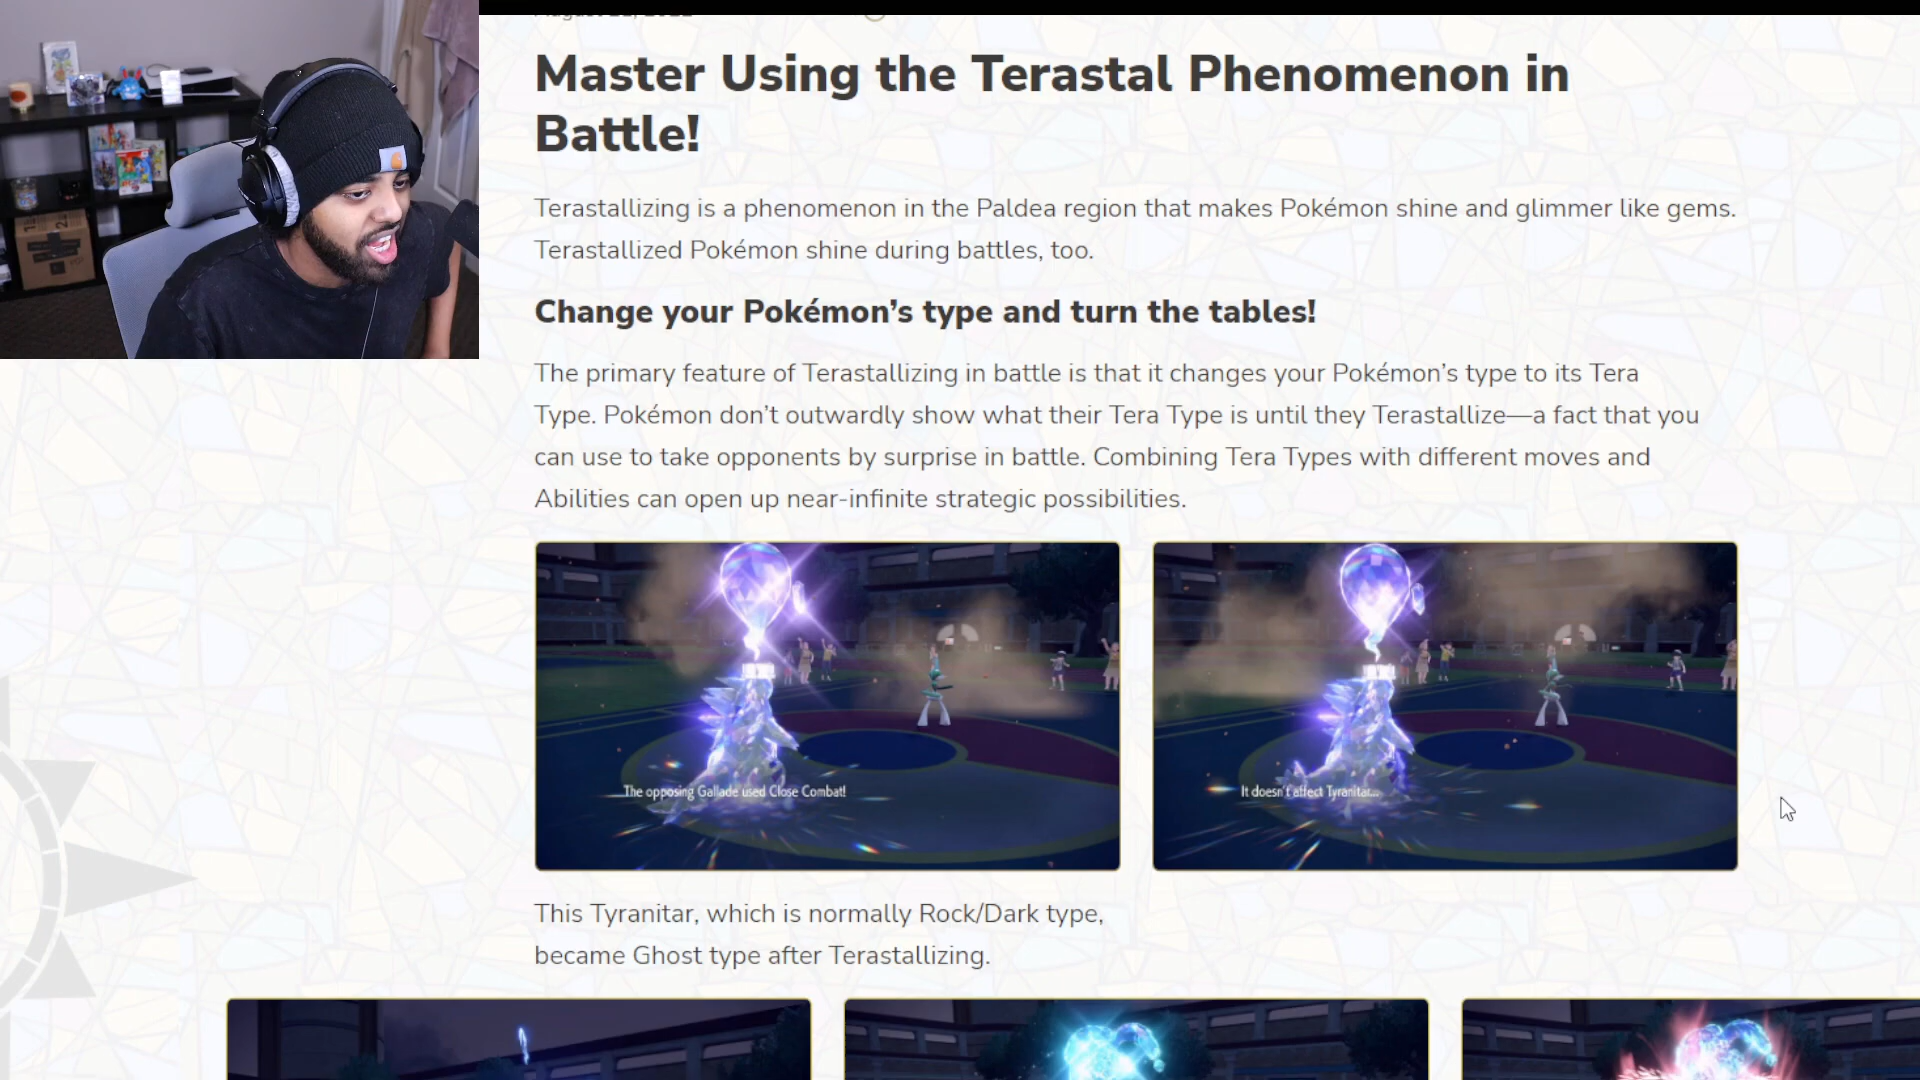 Master Using the Terastal Phenomenon in
Battle!
Terastallizing is a phenomenon in the Paldea region that makes Pokémon shine and glimmer like gems.
Terastallized Pokémon shine during battles, too.
Change your Pokémon’s type and turn the tables!
The primary feature of Terastallizing in battle is that it changes your Pokémon’s type to its Tera
Type. Pokémon don’t outwardly show what their Tera Type is until they Terastallize—a fact that you
can use to take opponents by surprise in battle. Combining Tera Types with different moves and
Abilities can open up near-infinite strategic possibilities.
The opposing Gallade used Close Combat!
It doesn't affect Tyranitar...
This Tyranitar, which is normally Rock/Dark type,
became Ghost type after Terastallizing.